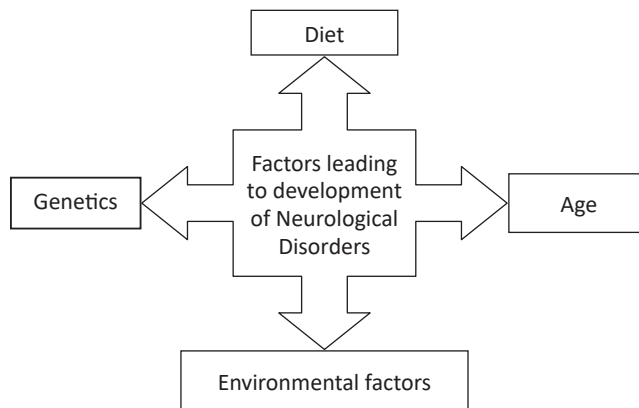 Diet
Genetics
Factors leading
to development
of Neurological
Disorders
Age
Environmental factors